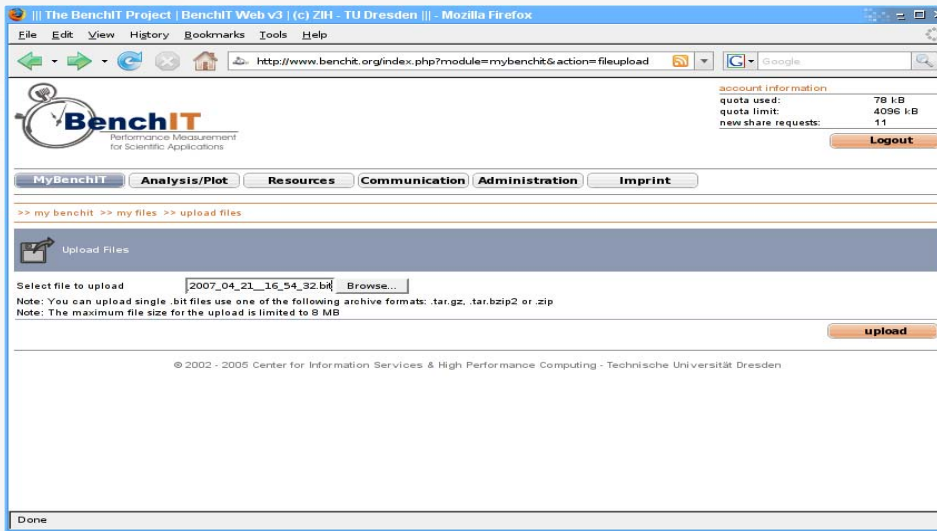 ||| The BenchIT Project | BenchIT Web v3 | (c) ZIH - TU Dresden ||| - Mozilla Firefox
File Edit View History Bookmarks Tools Help
http://www.benchit.org/index.php?module=mybenchit&action=fileupload
G Google
account information
quota used: 78 kB
quota limit: 4096 kB
new share requests: 11
Logout
BenchIT
Performance Measurement
for Scientific Applications
MyBenchIT Analysis/Plot Resources Communication Administration Imprint
>> my benchit >> my files >> upload files
Upload Files
Select file to upload 2007_04_21__16_54_32.bit Browse...
Note: You can upload single .bit files use one of the following archive formats: .tar.gz, .tar.bzip2 or .zip
Note: The maximum file size for the upload is limited to 8 MB
upload
© 2002 - 2005 Center for Information Services & High Performance Computing - Technische Universität Dresden
Done